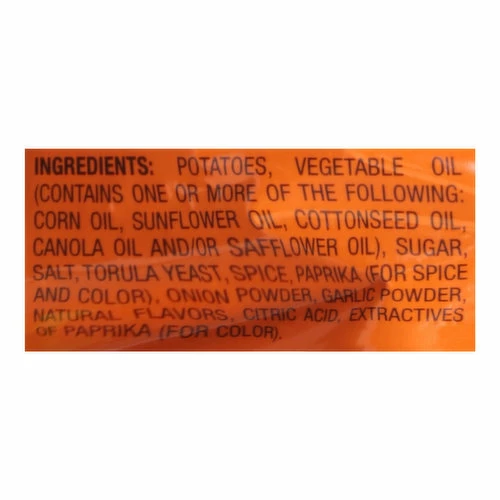 INGREDIENTS: POTATOES, VEGETABLE OIL
(CONTAINS ONE OR MORE OF THE FOLLOWING:
CORN OIL, SUNFLOWER OIL, COTTONSEED OIL,
CANOLA OIL AND/OR SAFFLOWER OIL), SUGAR,
SALT, TORULA YEAST, SPICE, PAPRIKA (FOR SPICE
AND COLOR), ONION POWDER, GARLIC POWDER,
NATURAL FLAVORS, CITRIC ACID, EXTRACTIVES
OF PAPRIKA (FOR COLOR).